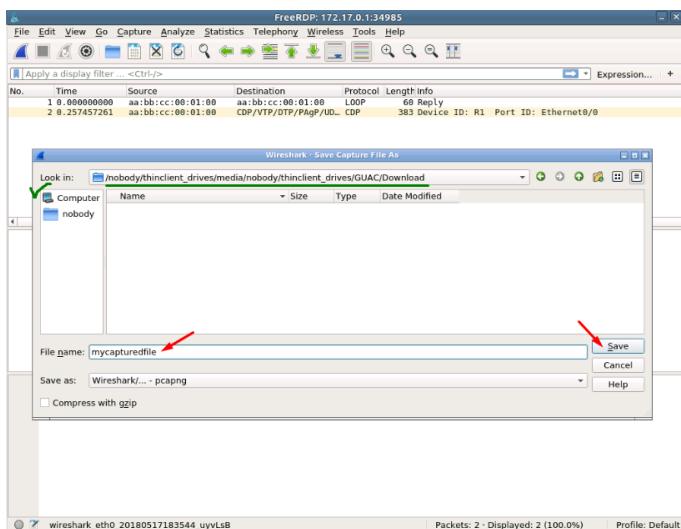 FreeRDP: 172.17.0.1:34985
File Edit View Go Capture Analyze Statistics Telephony Wireless Tools Help
Apply a display filter ... <Ctrl-/> Expression... +
No. Time Source Destination Protocol Length Info
1 0.000000000 aa:bb:cc:00:01:00 aa:bb:cc:00:01:00 LOOP 60 Reply
2 0.257457261 aa:bb:cc:00:01:00 CDP/VTP/DTP/PAgP/UD… CDP 383 Device ID: R1 Port ID: Ethernet0/0
Wireshark · Save Capture File As
Look in: /nobody/thinclient_drives/media/nobody/thinclient_drives/GUAC/Download
Computer
nobody
Name Size Type Date Modified
File name: mycapturedfile
Save
Cancel
Save as: Wireshark/... - pcapng
Help
Compress with gzip
wireshark_eth0_20180517183544_uyvLsB Packets: 2 · Displayed: 2 (100.0%) Profile: Default